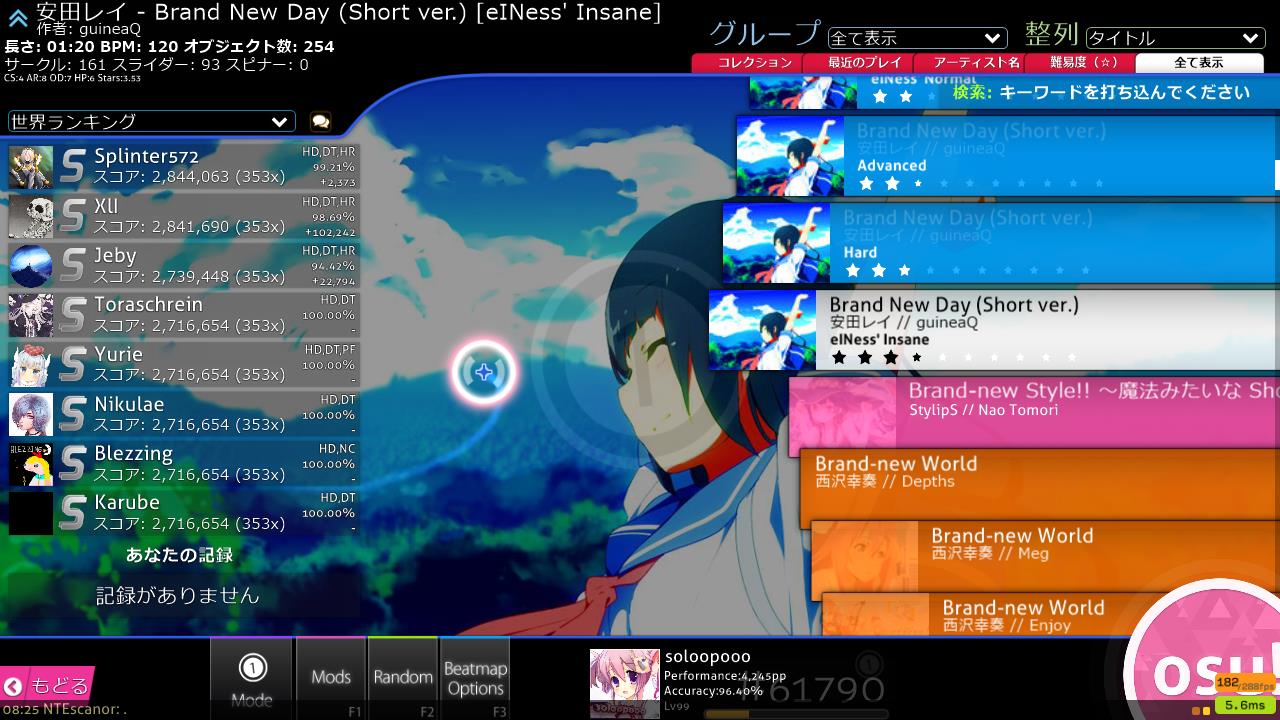 安田レイ - Brand New Day (Short ver.) [eINess' Insane]
作者: guineaQ
長さ: 01:20 BPM: 120 オブジェクト数: 254
サークル: 161 スライダー: 93 スピナー: 0
CS:4 AR:8 OD:7 HP:6 Stars:3.53
グループ 全て表示
整列 タイトル
コレクション 最近のプレイ アーティスト名 難易度（☆） 全て表示
検索: キーワードを打ち込んでください
世界ランキング
Splinter572
スコア: 2,844,063 (353x)
HD,DT,HR
99.21%
+2,373
Xll
スコア: 2,841,690 (353x)
HD,DT,HR
98.69%
+102,242
Jeby
スコア: 2,739,448 (353x)
HD,DT,HR
94.42%
+22,794
Toraschrein
スコア: 2,716,654 (353x)
HD,DT
100.00%
-
Yurie
スコア: 2,716,654 (353x)
HD,DT,PF
100.00%
-
Nikulae
スコア: 2,716,654 (353x)
HD,DT
100.00%
-
Blezzing
スコア: 2,716,654 (353x)
HD,NC
100.00%
-
Karube
スコア: 2,716,654 (353x)
HD,DT
100.00%
-
あなたの記録
記録がありません
eINess' Normal
Brand New Day (Short ver.)
安田レイ // guineaQ
Advanced
Brand New Day (Short ver.)
安田レイ // guineaQ
Hard
Brand New Day (Short ver.)
安田レイ // guineaQ
eINess' Insane
Brand-new Style!! ～魔法みたいな Sho
StylipS // Nao Tomori
Brand-new World
西沢幸奏 // Depths
Brand-new World
西沢幸奏 // Meg
Brand-new World
西沢幸奏 // Enjoy
もどる
08:25 NTEscanor: .
1
Mode
Mods
F1
Random
F2
Beatmap
Options
F3
soloopooo
Performance:4,245pp
Accuracy:96.40%
Lv99
#61790
osu
182/288fps
5.6ms